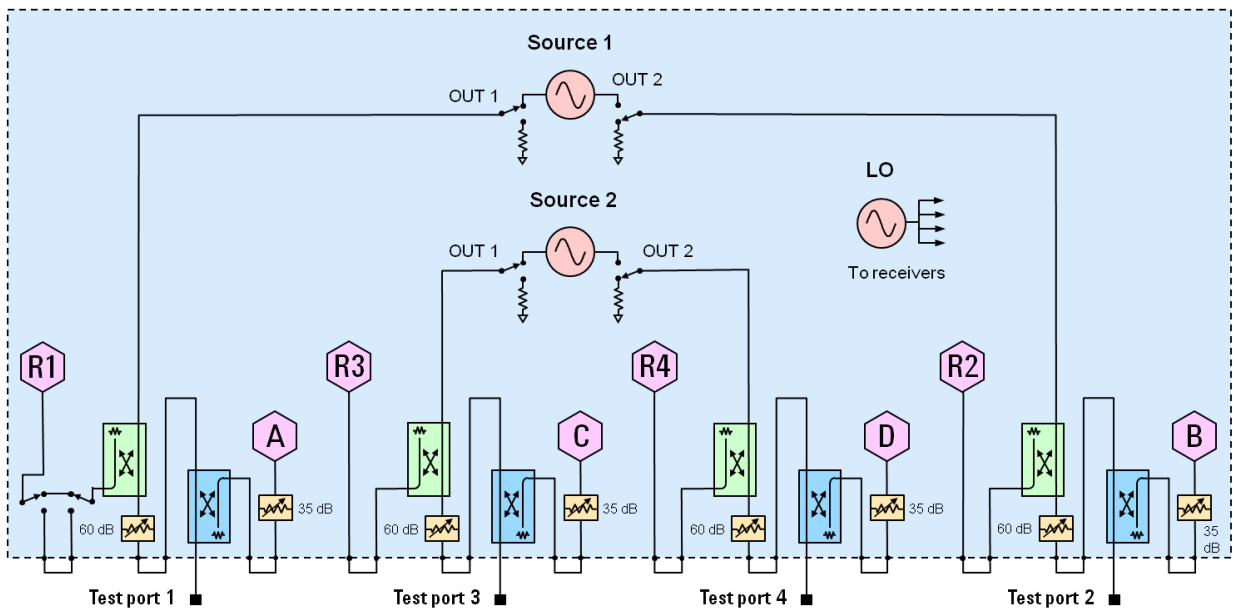 Source 1
OUT 1
OUT 2
LO
Source 2
OUT 1
OUT 2
To receivers
R1
R3
R4
R2
A
C
D
B
60 dB
35 dB
60 dB
35 dB
60 dB
35 dB
60 dB
35
dB
Test port 1
Test port 3
Test port 4
Test port 2